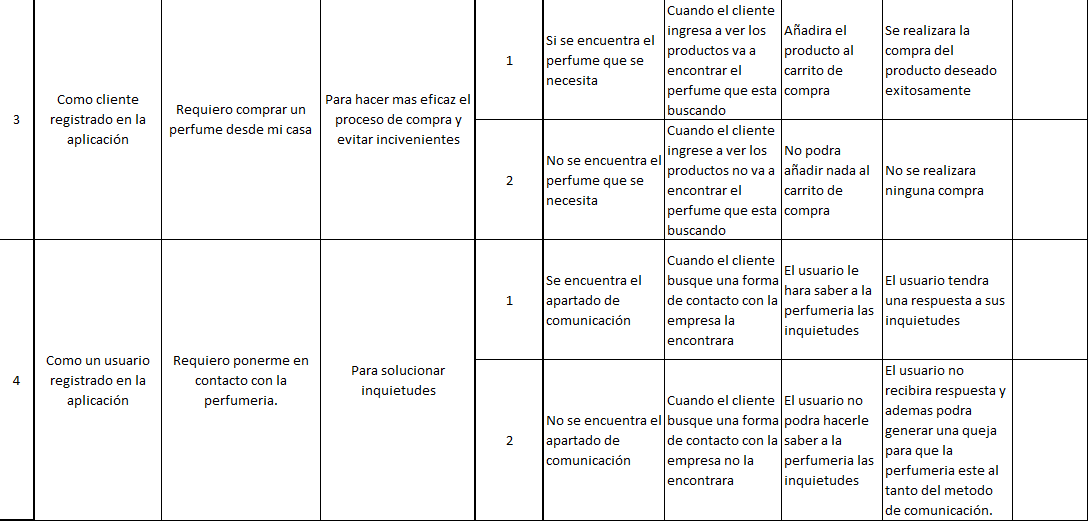 3
Como cliente
registrado en la
aplicación
Requiero comprar un
perfume desde mi casa
Para hacer mas eficaz el
proceso de compra y
evitar incivenientes
1
Si se encuentra el
perfume que se
necesita
Cuando el cliente
ingresa a ver los
productos va a
encontrar el
perfume que esta
buscando
Añadira el
producto al
carrito de
compra
Se realizara la
compra del
producto deseado
exitosamente
2
No se encuentra el
perfume que se
necesita
Cuando el cliente
ingrese a ver los
productos no va a
encontrar el
perfume que esta
buscando
No podra
añadir nada al
carrito de
compra
No se realizara
ninguna compra
4
Como un usuario
registrado en la
aplicación
Requiero ponerme en
contacto con la
perfumeria.
Para solucionar
inquietudes
1
Se encuentra el
apartado de
comunicación
Cuando el cliente
busque una forma
de contacto con la
empresa la
encontrara
El usuario le
hara saber a la
perfumeria las
inquietudes
El usuario tendra
una respuesta a sus
inquietudes
2
No se encuentra el
apartado de
comunicación
Cuando el cliente
busque una forma
de contacto con la
empresa no la
encontrara
El usuario no
podra hacerle
saber a la
perfumeria las
inquietudes
El usuario no
recibira respuesta y
ademas podra
generar una queja
para que la
perfumeria este al
tanto del metodo
de comunicación.